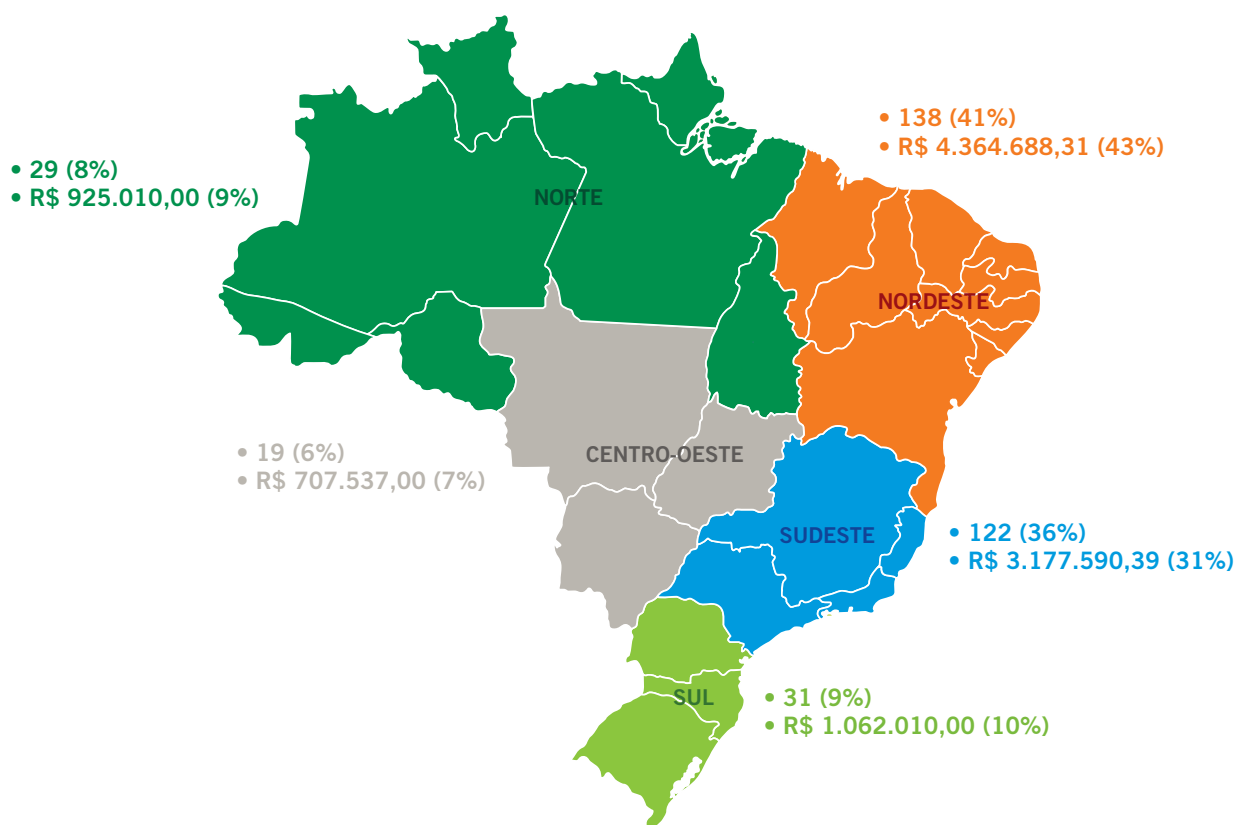 • 138 (41%)
• R$ 4.364.688,31 (43%)
• 29 (8%)
• R$ 925.010,00 (9%)
NORTE
NORDESTE
• 19 (6%)
• R$ 707.537,00 (7%)
CENTRO-OESTE
SUDESTE
• 122 (36%)
• R$ 3.177.590,39 (31%)
SUL
• 31 (9%)
• R$ 1.062.010,00 (10%)